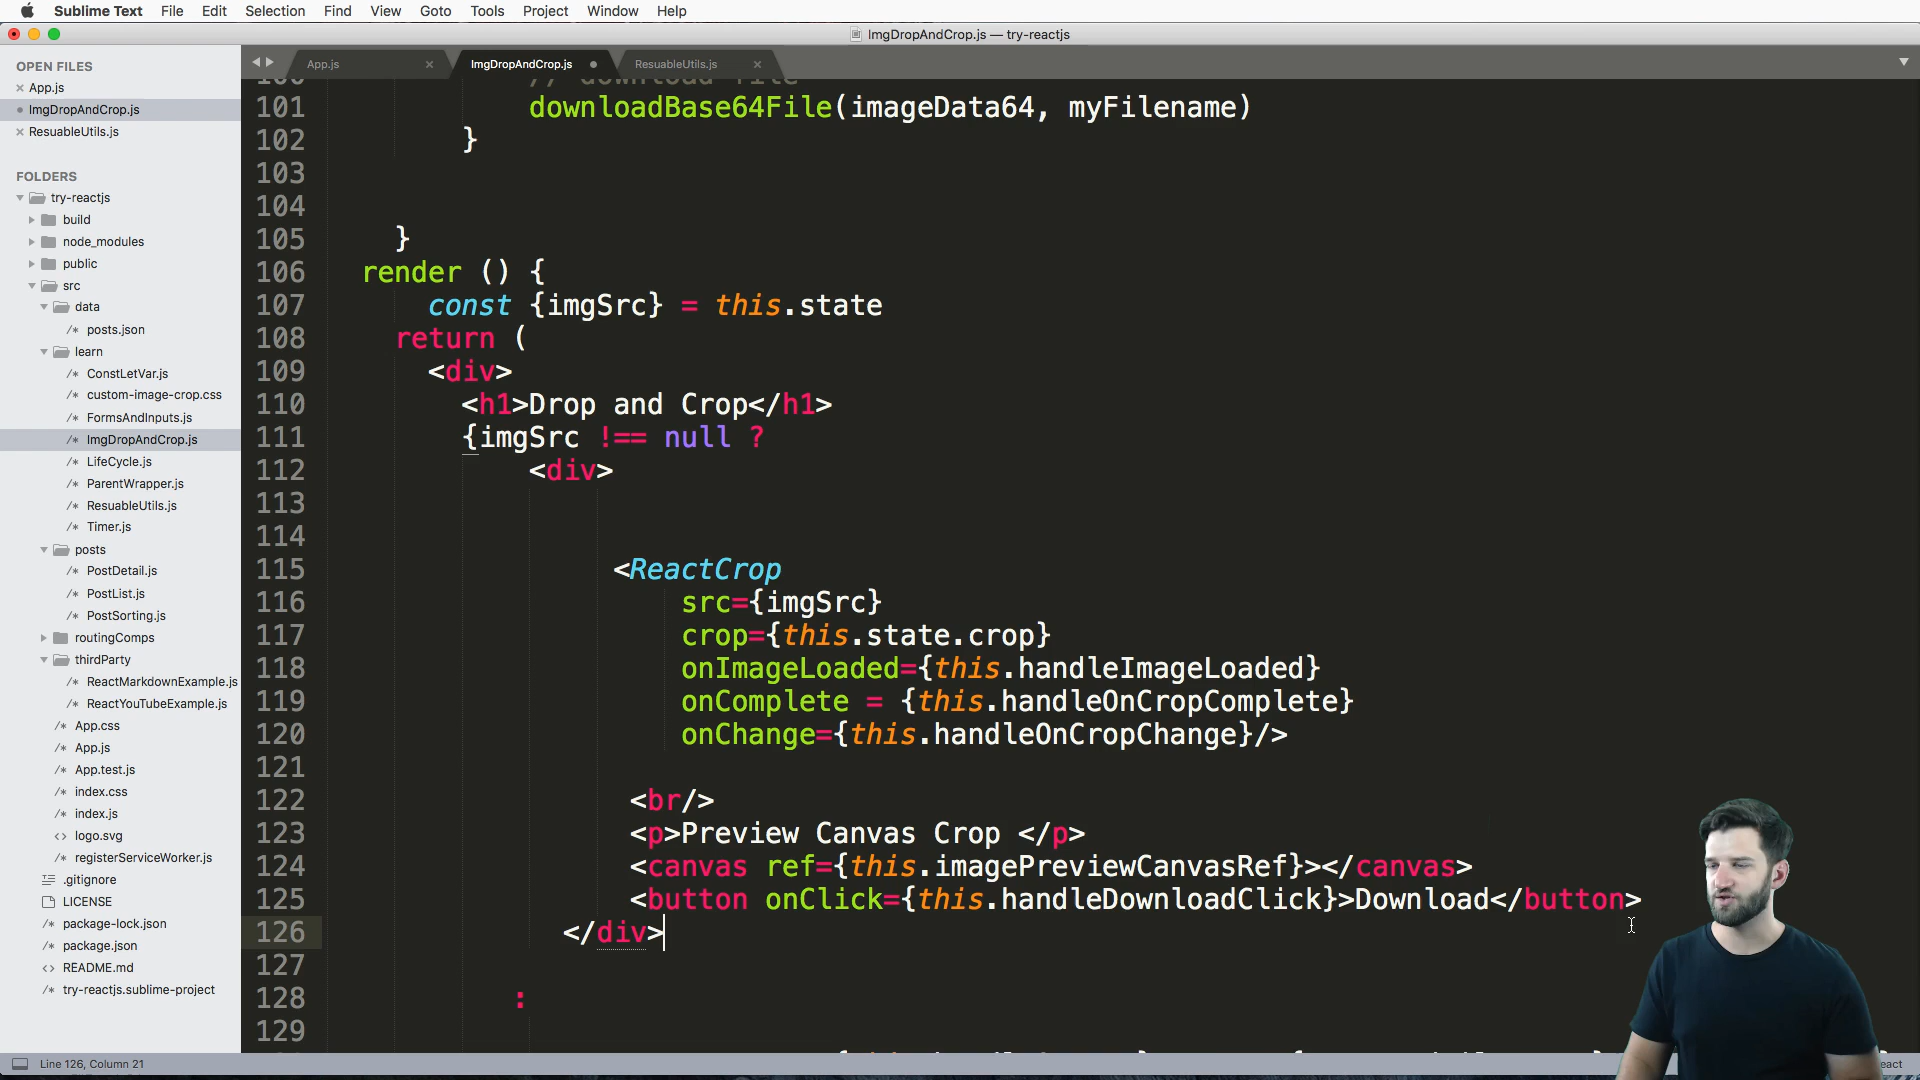 Sublime Text File Edit Selection Find View Goto Tools Project Window Help
ImgDropAndCrop.js — try-reactjs
OPEN FILES
App.js
ImgDropAndCrop.js
ResuableUtils.js
FOLDERS
try-reactjs
build
node_modules
public
src
data
posts.json
learn
ConstLetVar.js
custom-image-crop.css
FormsAndInputs.js
ImgDropAndCrop.js
LifeCycle.js
ParentWrapper.js
ResuableUtils.js
Timer.js
posts
PostDetail.js
PostList.js
PostSorting.js
routingComps
thirdParty
ReactMarkdownExample.js
ReactYouTubeExample.js
App.css
App.js
App.test.js
index.css
index.js
logo.svg
registerServiceWorker.js
.gitignore
LICENSE
package-lock.json
package.json
README.md
try-reactjs.sublime-project
App.js ImgDropAndCrop.js ResuableUtils.js
100 // download file
101 downloadBase64File(imageData64, myFilename)
102 }
103
104
105 }
106 render () {
107 const {imgSrc} = this.state
108 return (
109 <div>
110 <h1>Drop and Crop</h1>
111 {imgSrc !== null ?
112 <div>
113
114
115 <ReactCrop
116 src={imgSrc}
117 crop={this.state.crop}
118 onImageLoaded={this.handleImageLoaded}
119 onComplete = {this.handleOnCropComplete}
120 onChange={this.handleOnCropChange}/>
121
122 <br/>
123 <p>Preview Canvas Crop </p>
124 <canvas ref={this.imagePreviewCanvasRef}></canvas>
125 <button onClick={this.handleDownloadClick}>Download</button>
126 </div>
127
128 :
129
Line 126, Column 21